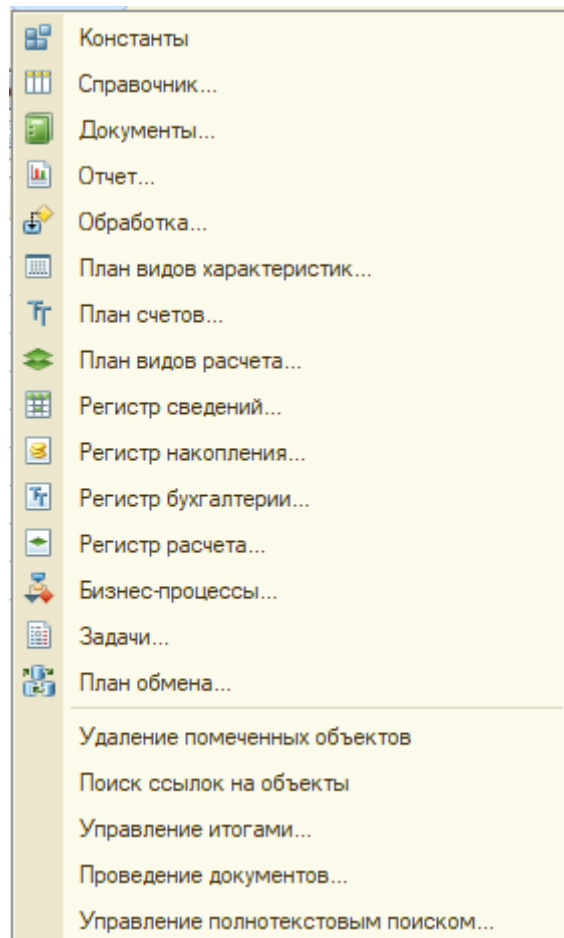 Константы
Справочник...
Документы...
Отчет...
Обработка...
План видов характеристик...
План счетов...
План видов расчета...
Регистр сведений...
Регистр накопления...
Регистр бухгалтерии...
Регистр расчета...
Бизнес-процессы...
Задачи...
План обмена...
Удаление помеченных объектов
Поиск ссылок на объекты
Управление итогами...
Проведение документов...
Управление полнотекстовым поиском...